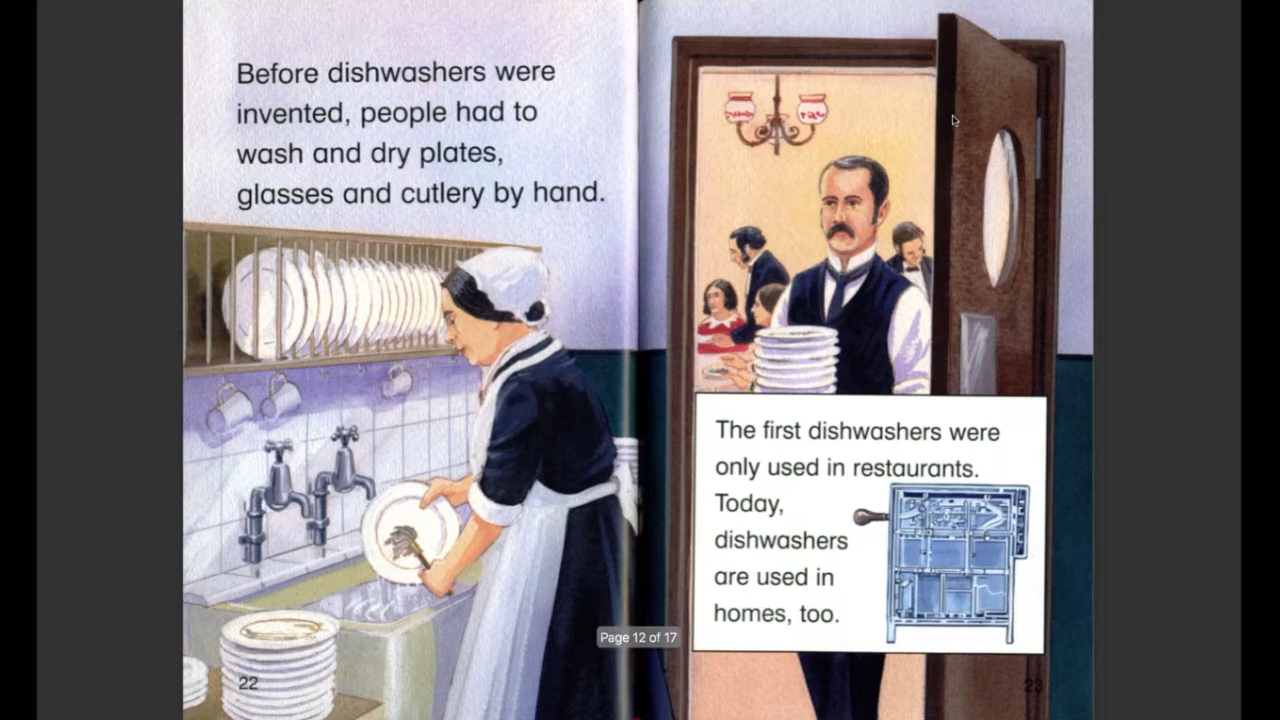 Before dishwashers were
invented, people had to
wash and dry plates,
glasses and cutlery by hand.
The first dishwashers were
only used in restaurants.
Today,
dishwashers
are used in
homes, too.
Page 12 of 17
22
23